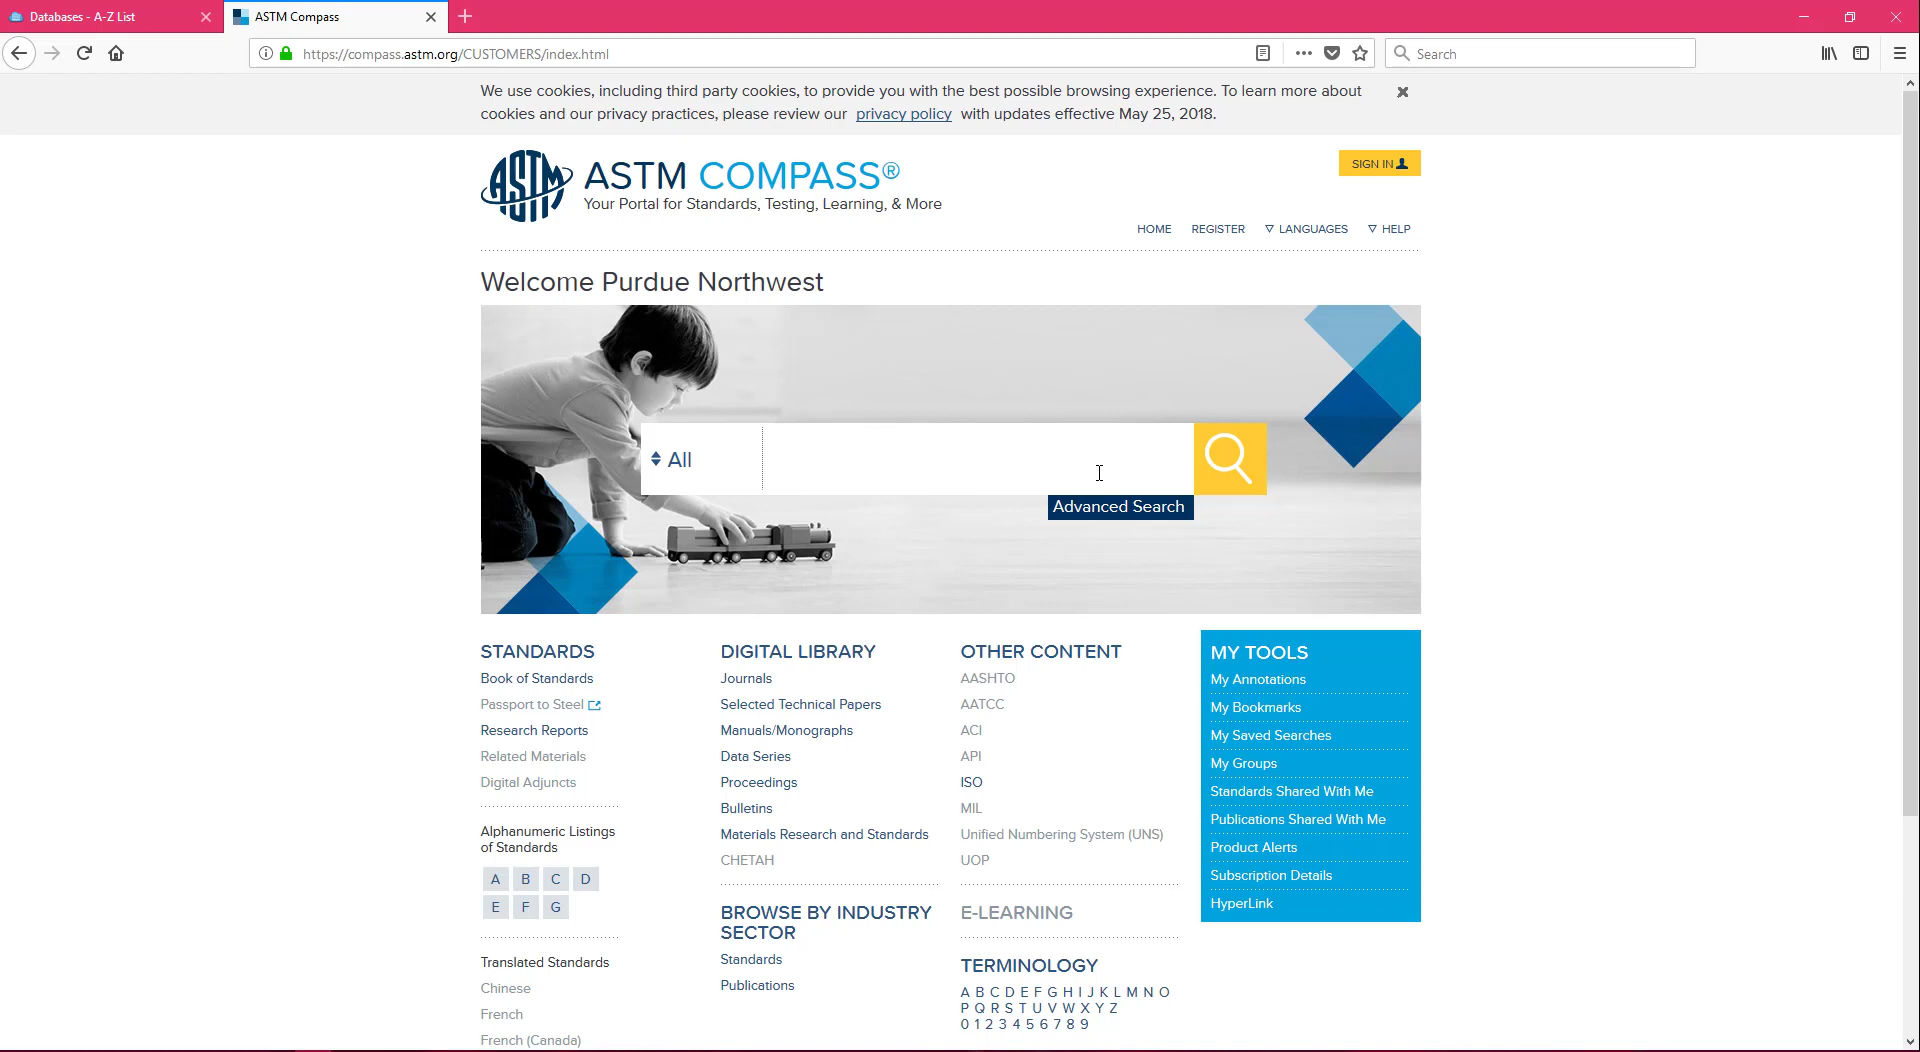 Databases - A-Z List
ASTM Compass
https://compass.astm.org/CUSTOMERS/index.html
Search
We use cookies, including third party cookies, to provide you with the best possible browsing experience. To learn more about
cookies and our privacy practices, please review our privacy policy with updates effective May 25, 2018.
ASTM
ASTM COMPASS®
Your Portal for Standards, Testing, Learning, & More
SIGN IN
HOME
REGISTER
LANGUAGES
HELP
Welcome Purdue Northwest
All
Advanced Search
STANDARDS
Book of Standards
Passport to Steel
Research Reports
Related Materials
Digital Adjuncts
Alphanumeric Listings
of Standards
A B C D
E F G
Translated Standards
Chinese
French
French (Canada)
DIGITAL LIBRARY
Journals
Selected Technical Papers
Manuals/Monographs
Data Series
Proceedings
Bulletins
Materials Research and Standards
CHETAH
BROWSE BY INDUSTRY
SECTOR
Standards
Publications
OTHER CONTENT
AASHTO
AATCC
ACI
API
ISO
MIL
Unified Numbering System (UNS)
UOP
E-LEARNING
TERMINOLOGY
A B C D E F G H I J K L M N O
P Q R S T U V W X Y Z
0 1 2 3 4 5 6 7 8 9
MY TOOLS
My Annotations
My Bookmarks
My Saved Searches
My Groups
Standards Shared With Me
Publications Shared With Me
Product Alerts
Subscription Details
HyperLink